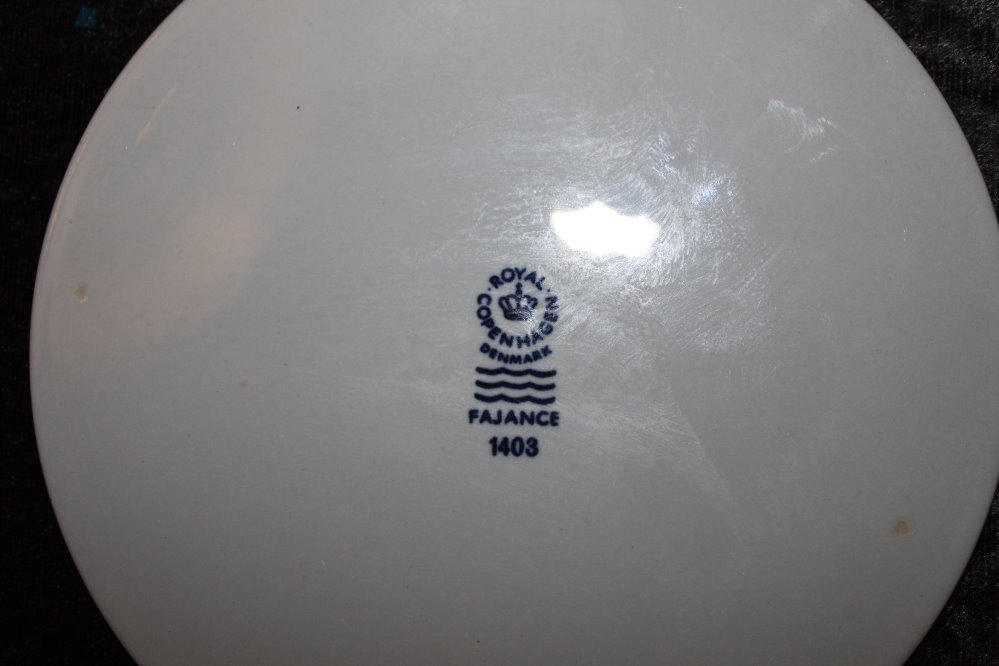 ROYAL
COPENHAGEN
DENMARK
FAJANCE
1403